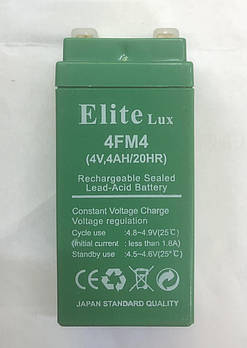 Elite Lux
4FM4
(4V,4AH/20HR)
Rechargeable Sealed
Lead-Acid Battery
Constant Voltage Charge
Voltage regulation
Cycle use : 4.8~4.9V(25℃)
(Initial current : less than 1.6A)
Standby use : 4.5~4.6V(25℃)
CE
JAPAN STANDARD QUALITY